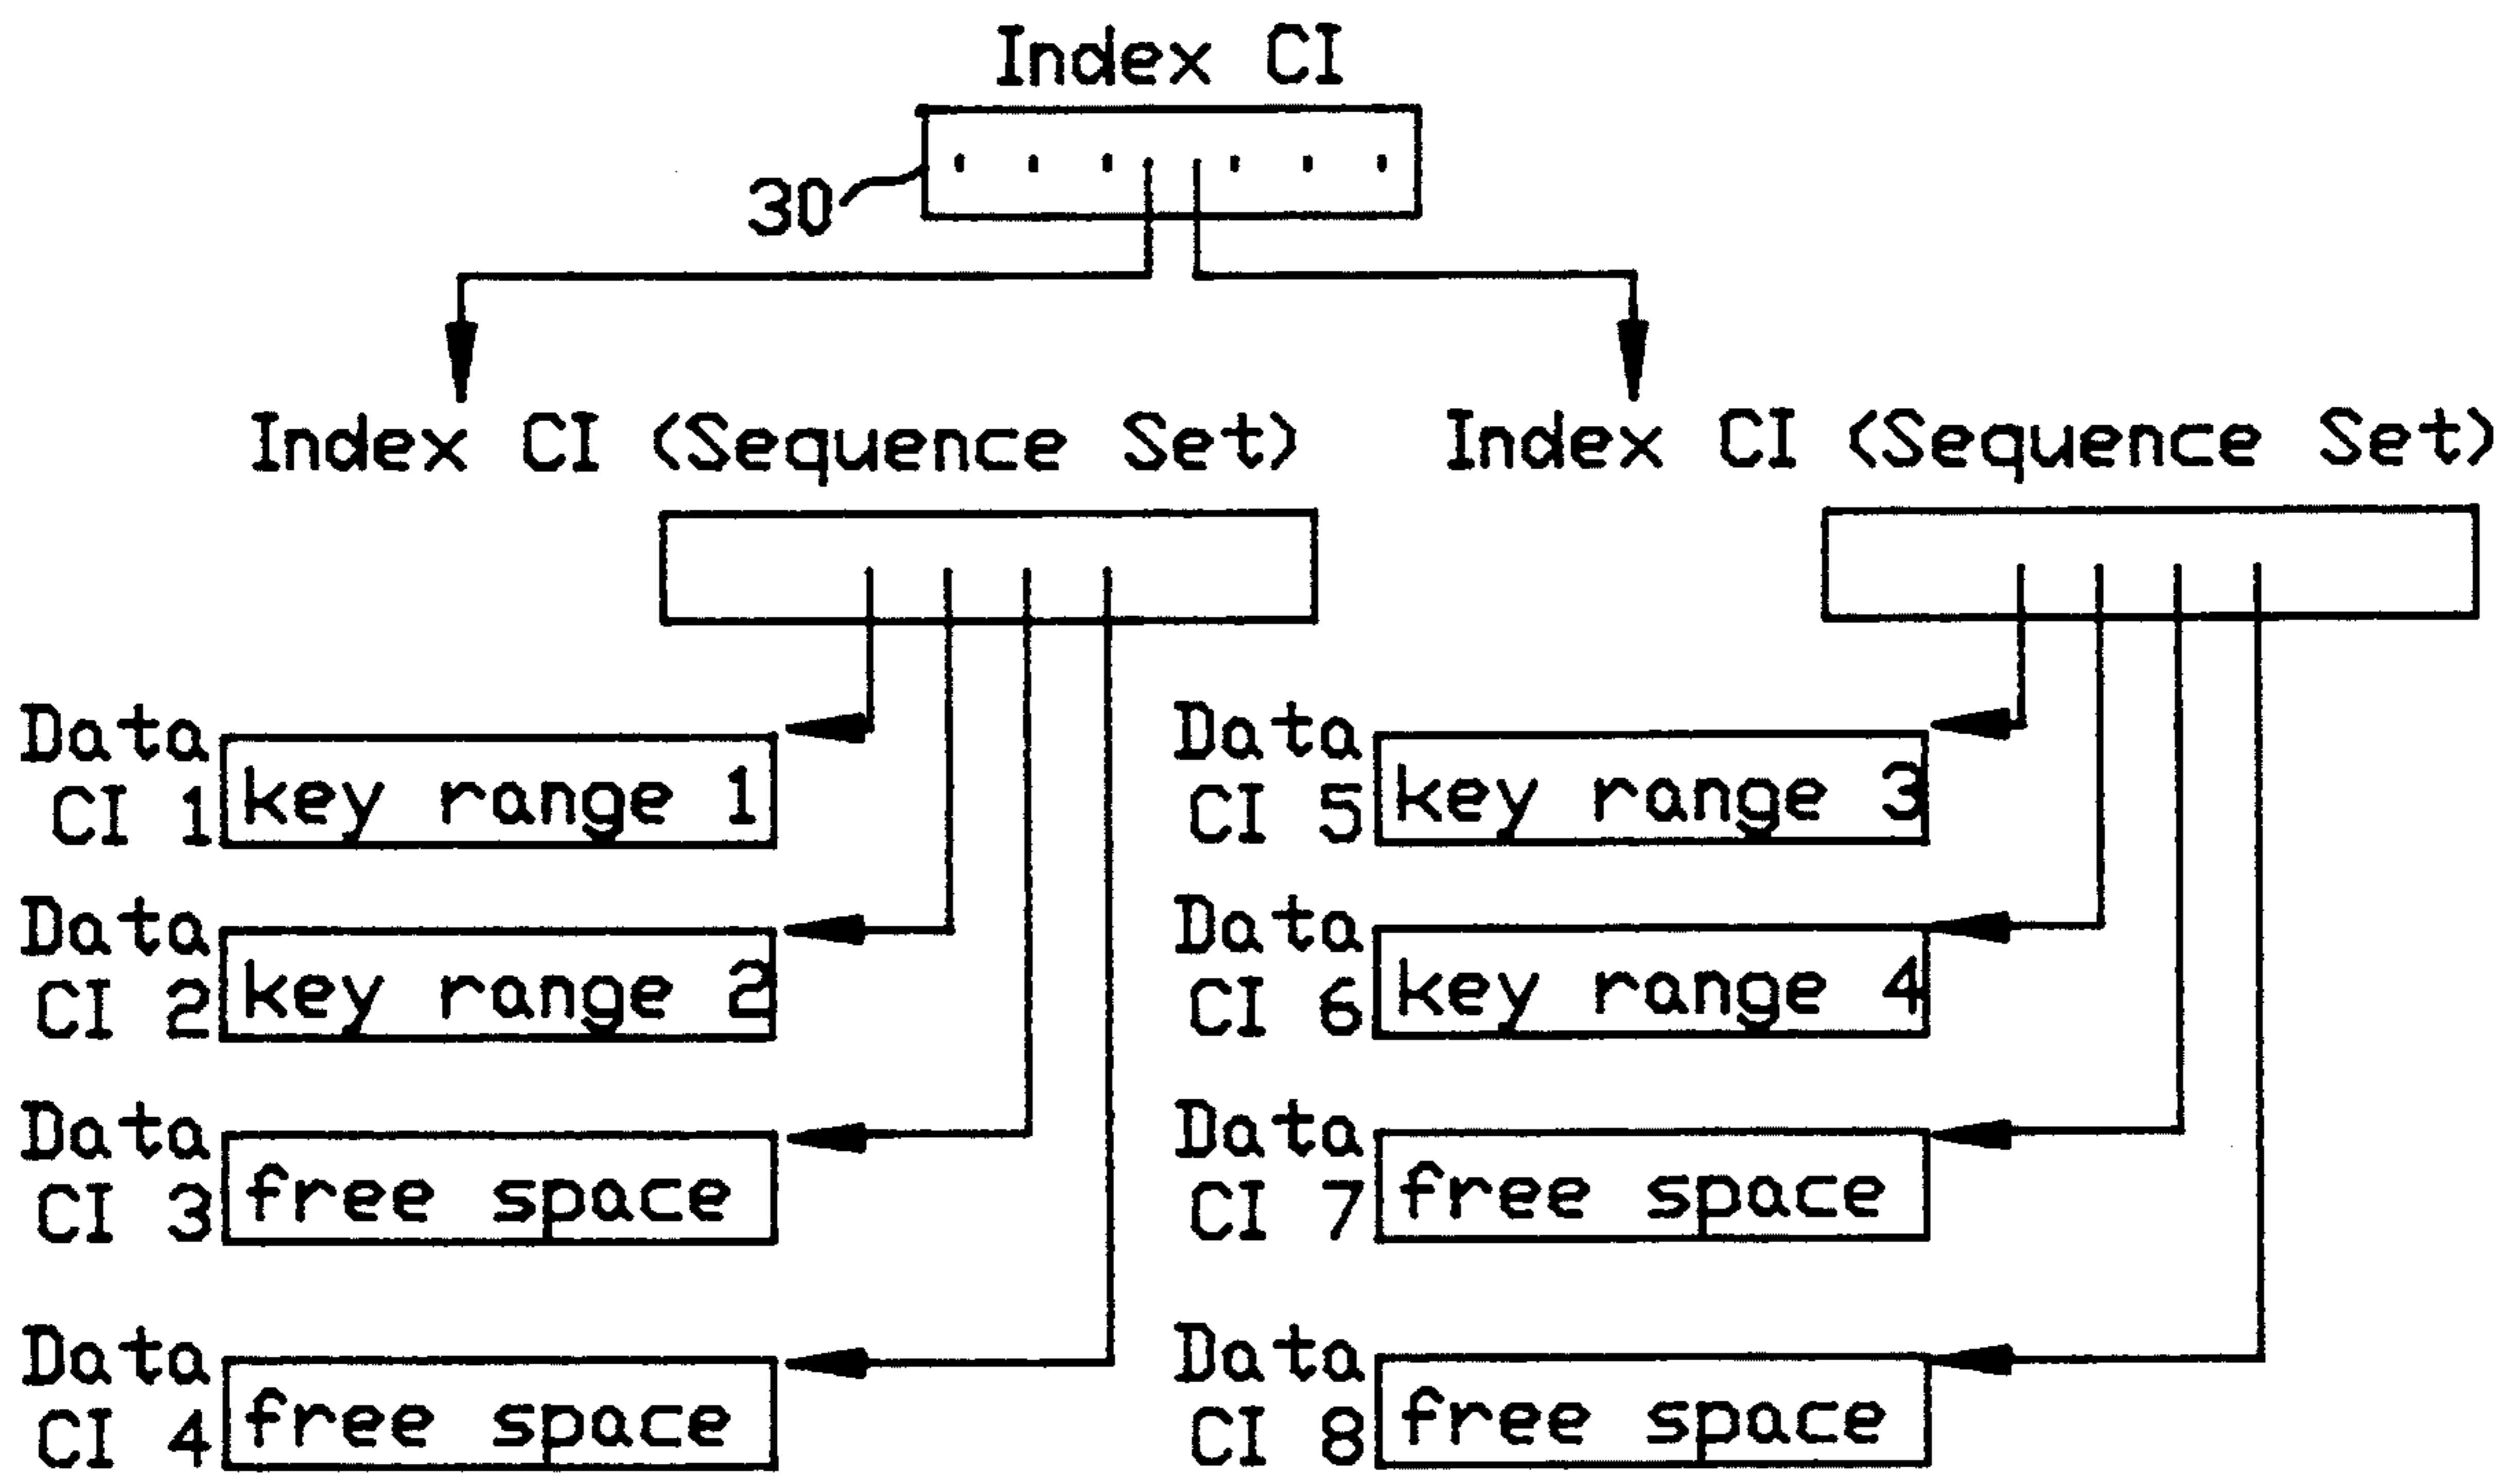 Index CI
30
Index CI (Sequence Set)
Index CI (Sequence Set)
Data
CI 1
key range 1
Data
CI 2
key range 2
Data
CI 3
free space
Data
CI 4
free space
Data
CI 5
key range 3
Data
CI 6
key range 4
Data
CI 7
free space
Data
CI 8
free space